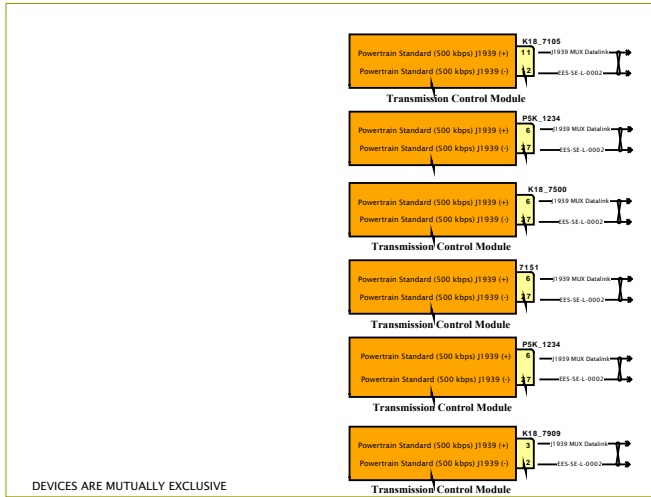 K18_7105
Powertrain Standard (500 kbps) J1939 (+) 11 J1939 MUX Datalink
Powertrain Standard (500 kbps) J1939 (-) 12 EES-SE-L-0002
Transmission Control Module
P5K_1234
Powertrain Standard (500 kbps) J1939 (+) 6 J1939 MUX Datalink
Powertrain Standard (500 kbps) J1939 (-) 27 EES-SE-L-0002
K18_7500
Powertrain Standard (500 kbps) J1939 (+) 6 J1939 MUX Datalink
Powertrain Standard (500 kbps) J1939 (-) 27 EES-SE-L-0002
Transmission Control Module
7151
Powertrain Standard (500 kbps) J1939 (+) 6 J1939 MUX Datalink
Powertrain Standard (500 kbps) J1939 (-) 27 EES-SE-L-0002
Transmission Control Module
P5K_1234
Powertrain Standard (500 kbps) J1939 (+) 6 J1939 MUX Datalink
Powertrain Standard (500 kbps) J1939 (-) 27 EES-SE-L-0002
Transmission Control Module
K18_7909
Powertrain Standard (500 kbps) J1939 (+) 3 J1939 MUX Datalink
Powertrain Standard (500 kbps) J1939 (-) 2 EES-SE-L-0002
Transmission Control Module
DEVICES ARE MUTUALLY EXCLUSIVE